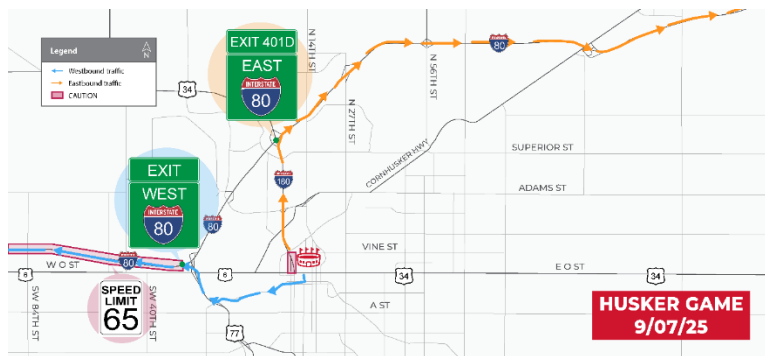 Legend
N
Westbound traffic
Eastbound traffic
CAUTION
EXIT 401D
EAST
INTERSTATE
80
34
N 14TH ST
N 27TH ST
N 56TH ST
80
CORNHUSKER HWY
SUPERIOR ST
ADAMS ST
180
EXIT
WEST
INTERSTATE
80
80
80
W O ST
6
6
VINE ST
34
E O ST
34
A ST
SW 84TH ST
SPEED
LIMIT
65
SW 40TH ST
77
HUSKER GAME
9/07/25